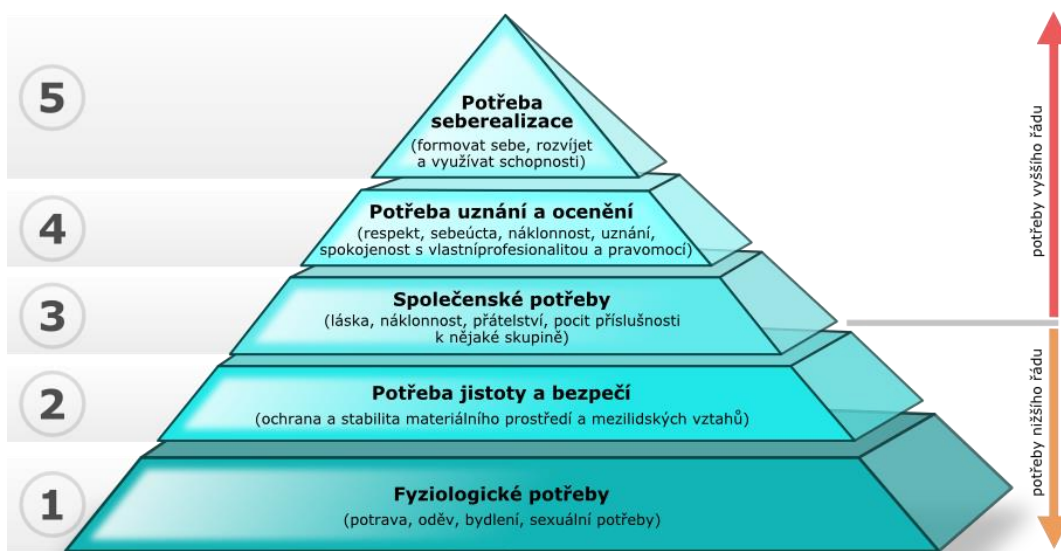 5
Potřeba
seberealizace
(formovat sebe, rozvíjet
a využívat schopnosti)
4
Potřeba uznání a ocenění
(respekt, sebeúcta, náklonnost, uznání,
spokojenost s vlastníprofesionalitou a pravomocí)
3
Společenské potřeby
(láska, náklonnost, přátelství, pocit příslušnosti
k nějaké skupině)
2
Potřeba jistoty a bezpečí
(ochrana a stabilita materiálního prostředí a mezilidských vztahů)
1
Fyziologické potřeby
(potrava, oděv, bydlení, sexuální potřeby)
potřeby vyššího řádu
potřeby nižšího řádu